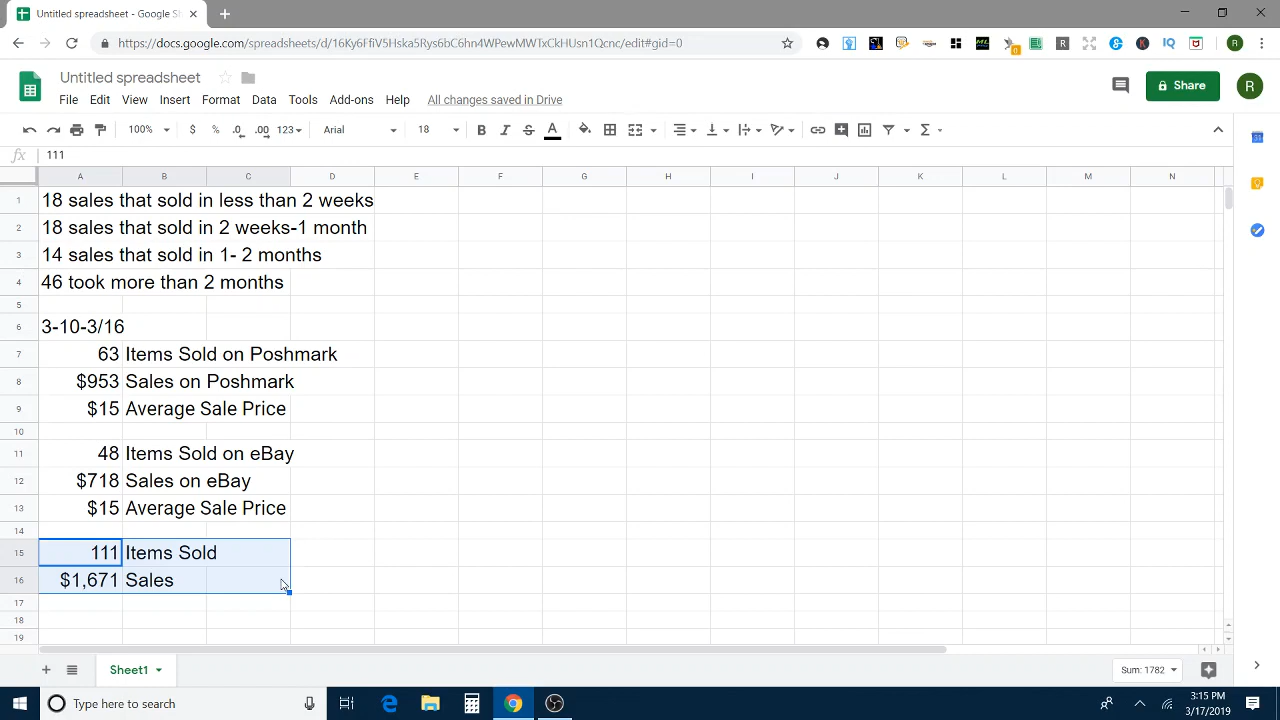 Untitled spreadsheet - Google Sh
https://docs.google.com/spreadsheet
Untitled spreadsheet
File Edit View Insert Format Data Tools Add-ons Help All changes saved in Drive
Share
R
100% $ % .0 .00 123 Arial 18 B I S A
fx 111
A B C D E F G H I J K L M N
1 18 sales that sold in less than 2 weeks
2 18 sales that sold in 2 weeks-1 month
3 14 sales that sold in 1- 2 months
4 46 took more than 2 months
5
6 3-10-3/16
7 63 Items Sold on Poshmark
8 $953 Sales on Poshmark
9 $15 Average Sale Price
10
11 48 Items Sold on eBay
12 $718 Sales on eBay
13 $15 Average Sale Price
14
15 111 Items Sold
16 $1,671 Sales
17
18
19
Sheet1
Sum: 1782
Type here to search
3:15 PM
3/17/2019